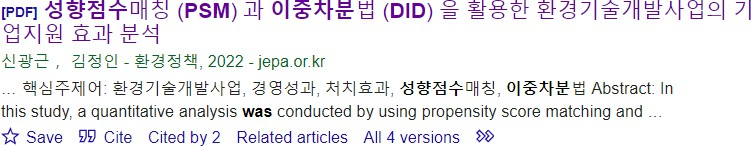 [PDF] 성향점수매칭 (PSM) 과 이중차분법 (DID) 을 활용한 환경기술개발사업의 기
업지원 효과 분석
신광근 , 김정인 - 환경정책, 2022 - jepa.or.kr
… 핵심주제어: 환경기술개발사업, 경영성과, 처치효과, 성향점수매칭, 이중차분법 Abstract: In
this study, a quantitative analysis was conducted by using propensity score matching and …
Save Cite Cited by 2 Related articles All 4 versions